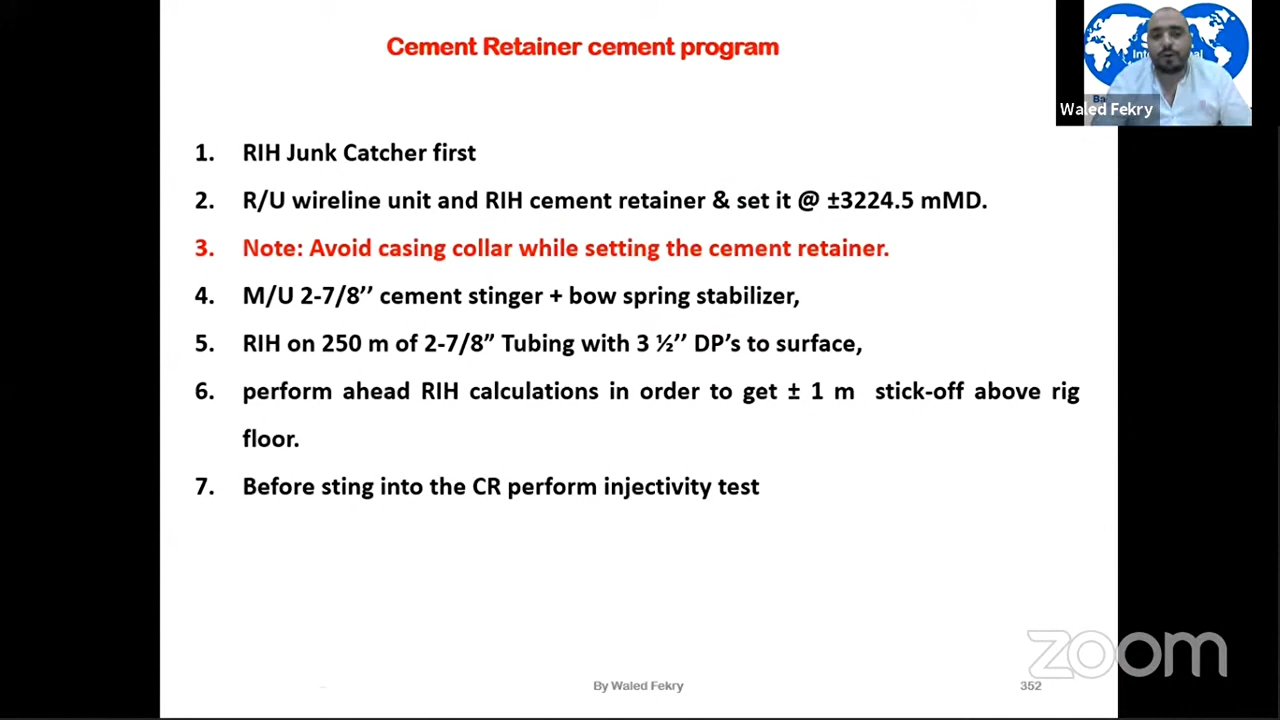 Cement Retainer cement program
Waled Fekry
1. RIH Junk Catcher first
2. R/U wireline unit and RIH cement retainer & set it @ ±3224.5 mMD.
3. Note: Avoid casing collar while setting the cement retainer.
4. M/U 2-7/8’’ cement stinger + bow spring stabilizer,
5. RIH on 250 m of 2-7/8” Tubing with 3 ½’’ DP’s to surface,
6. perform ahead RIH calculations in order to get ± 1 m stick-off above rig
floor.
7. Before sting into the CR perform injectivity test
zoom
By Waled Fekry
352